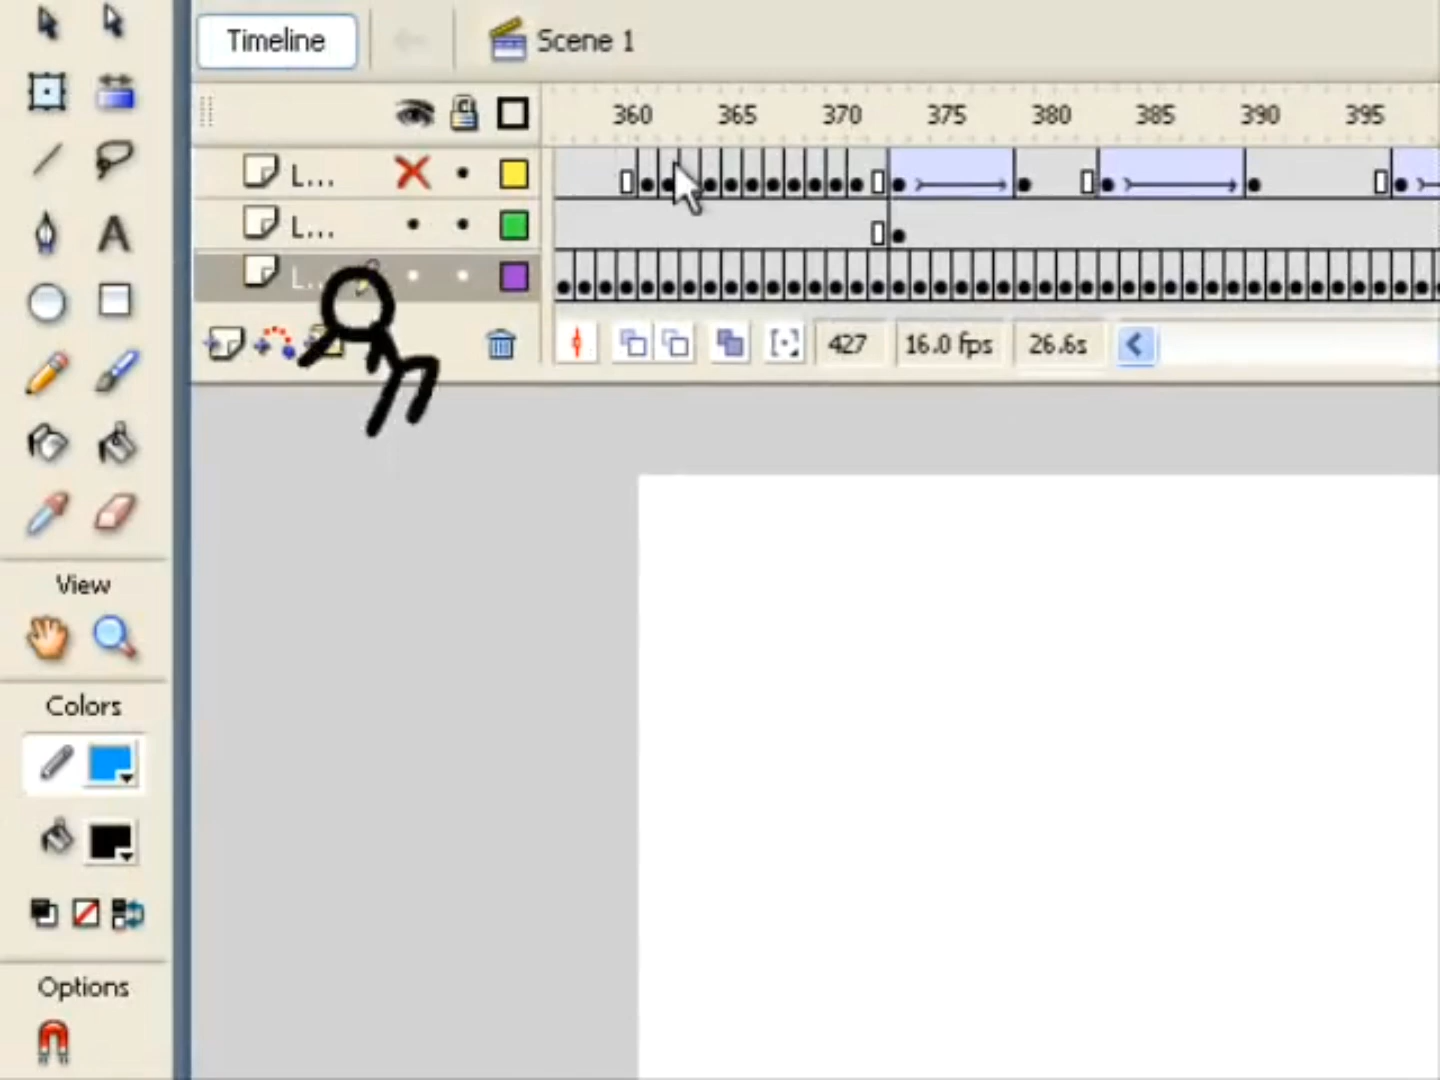 Timeline
Scene 1
360 365 370 375 380 385 390 395
L...
L...
L...
427 16.0 fps 26.6s
View
Colors
Options